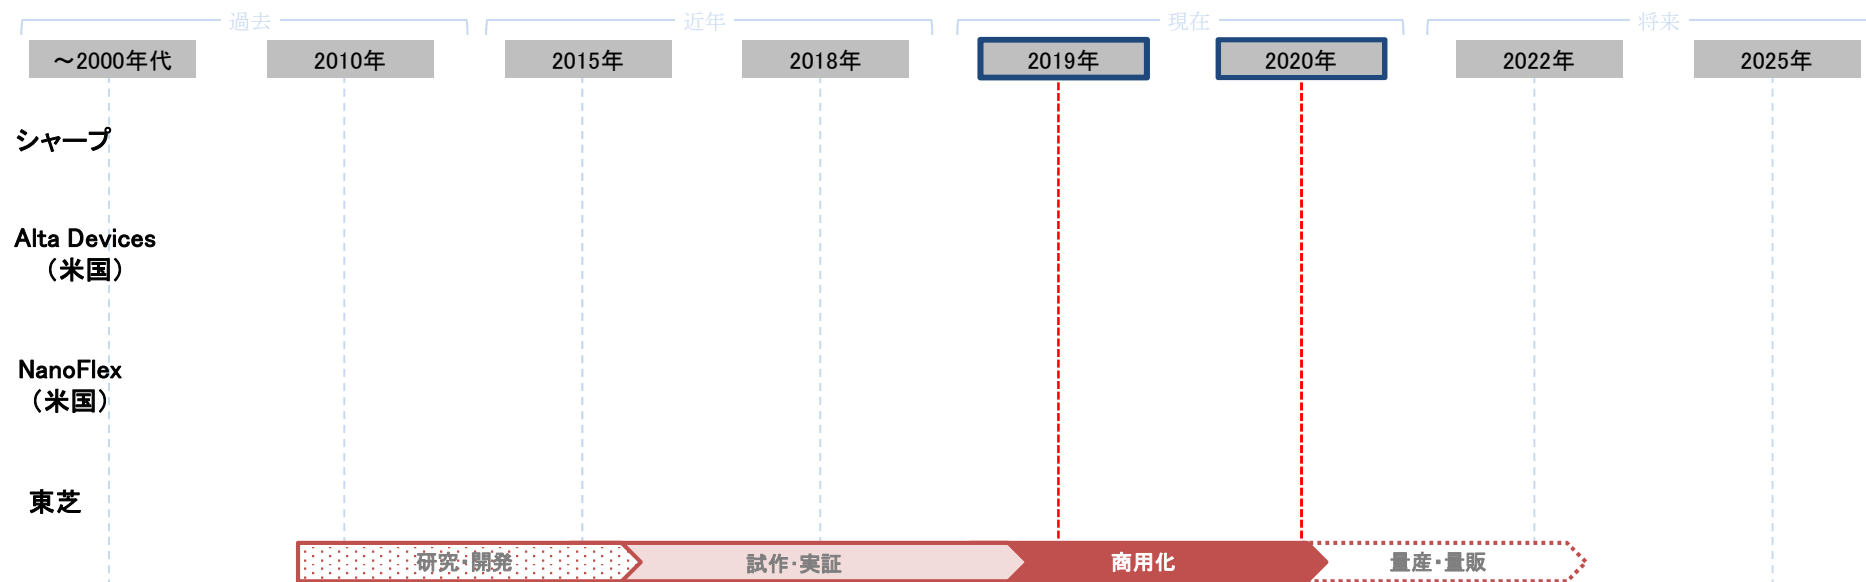 過去 近年 現在 将来
～2000年代 2010年 2015年 2018年 2019年 2020年 2022年 2025年
シャープ
Alta Devices
（米国）
NanoFlex
（米国）
東芝
研究・開発 試作・実証 商用化 量産・量販